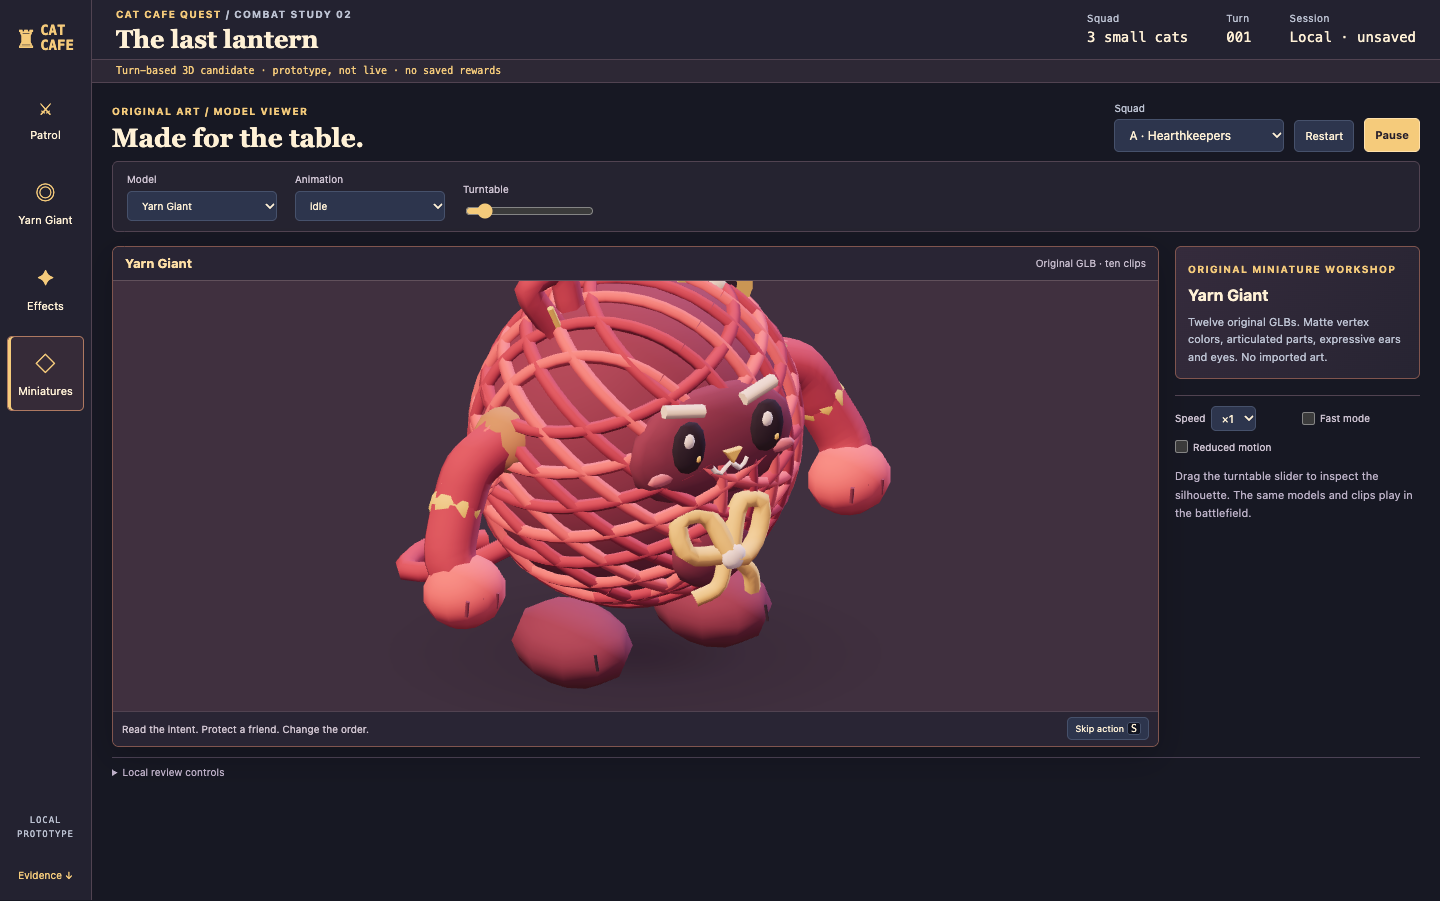 CAT
CAFE
Patrol
Yarn Giant
Effects
Miniatures
LOCAL
PROTOTYPE
Evidence ↓
CAT CAFE QUEST / COMBAT STUDY 02
The last lantern
Squad
3 small cats
Turn
001
Session
Local · unsaved
Turn-based 3D candidate · prototype, not live · no saved rewards
ORIGINAL ART / MODEL VIEWER
Made for the table.
Squad
A · Hearthkeepers
Restart
Pause
Model
Yarn Giant
Animation
idle
Turntable
Yarn Giant
Original GLB · ten clips
Read the intent. Protect a friend. Change the order.
Skip action S
ORIGINAL MINIATURE WORKSHOP
Yarn Giant
Twelve original GLBs. Matte vertex
colors, articulated parts, expressive ears
and eyes. No imported art.
Speed
×1
Fast mode
Reduced motion
Drag the turntable slider to inspect the
silhouette. The same models and clips play in
the battlefield.
Local review controls